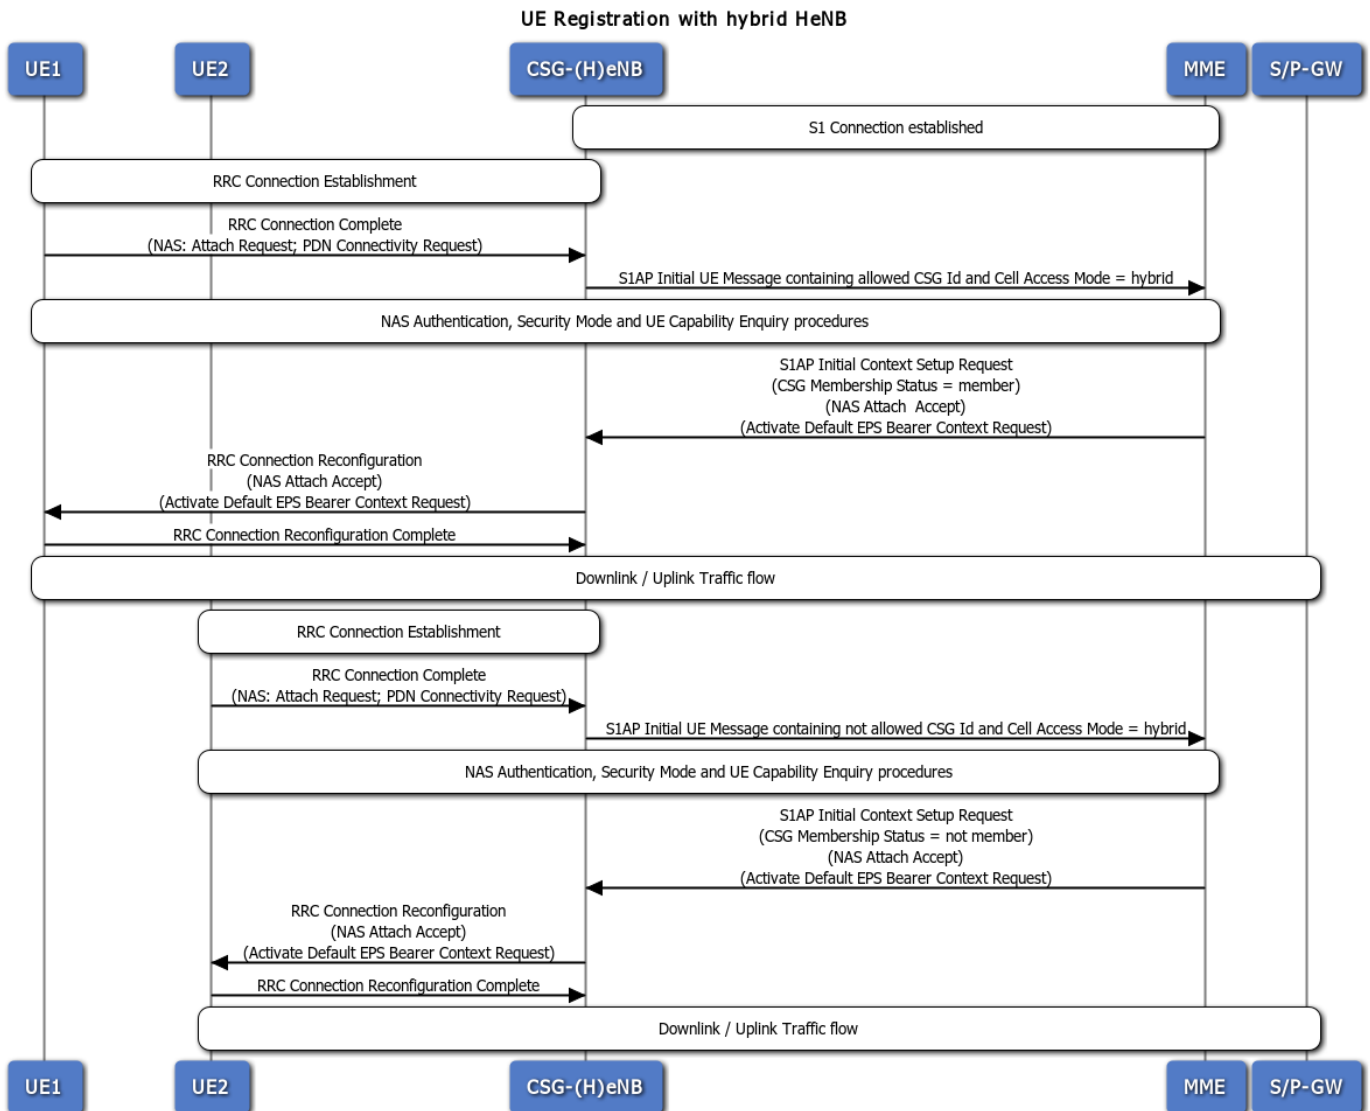 UE Registration with hybrid HeNB
UE1
UE2
CSG-(H)eNB
MME
S/P-GW
S1 Connection established
RRC Connection Establishment
RRC Connection Complete
(NAS: Attach Request; PDN Connectivity Request)
S1AP Initial UE Message containing allowed CSG Id and Cell Access Mode = hybrid
NAS Authentication, Security Mode and UE Capability Enquiry procedures
S1AP Initial Context Setup Request
(CSG Membership Status = member)
(NAS Attach  Accept)
(Activate Default EPS Bearer Context Request)
RRC Connection Reconfiguration
(NAS Attach Accept)
(Activate Default EPS Bearer Context Request)
RRC Connection Reconfiguration Complete
Downlink / Uplink Traffic flow
RRC Connection Establishment
RRC Connection Complete
(NAS: Attach Request; PDN Connectivity Request)
S1AP Initial UE Message containing not allowed CSG Id and Cell Access Mode = hybrid
NAS Authentication, Security Mode and UE Capability Enquiry procedures
S1AP Initial Context Setup Request
(CSG Membership Status = not member)
(NAS Attach Accept)
(Activate Default EPS Bearer Context Request)
RRC Connection Reconfiguration
(NAS Attach Accept)
(Activate Default EPS Bearer Context Request)
RRC Connection Reconfiguration Complete
Downlink / Uplink Traffic flow
UE1
UE2
CSG-(H)eNB
MME
S/P-GW